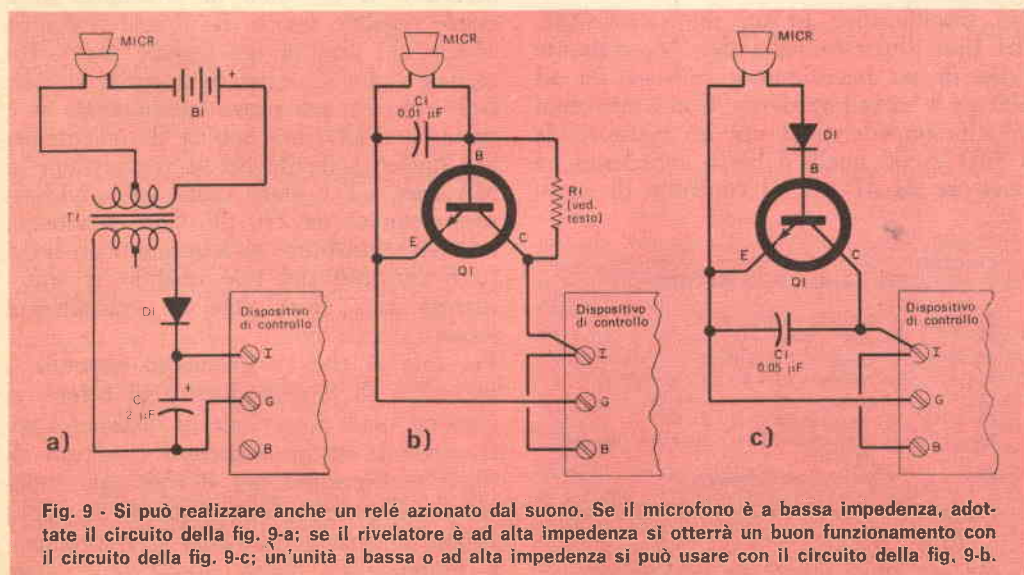 MICR
+
B1
T1
D1
+
C
2 µF
Dispositivo
di controllo
I
G
B
a)
MICR
C1
0.01 µF
B
R1
(ved.
testo)
E
C
Q1
Dispositivo
di controllo
I
G
B
b)
MICR
D1
B
E
C
Q1
C1
0.05 µF
Dispositivo
di controllo
I
G
B
c)
Fig. 9 - Si può realizzare anche un relé azionato dal suono. Se il microfono è a bassa impedenza, adot-
tate il circuito della fig. 9-a; se il rivelatore è ad alta impedenza si otterrà un buon funzionamento con
il circuito della fig. 9-c; un'unità a bassa o ad alta impedenza si può usare con il circuito della fig. 9-b.